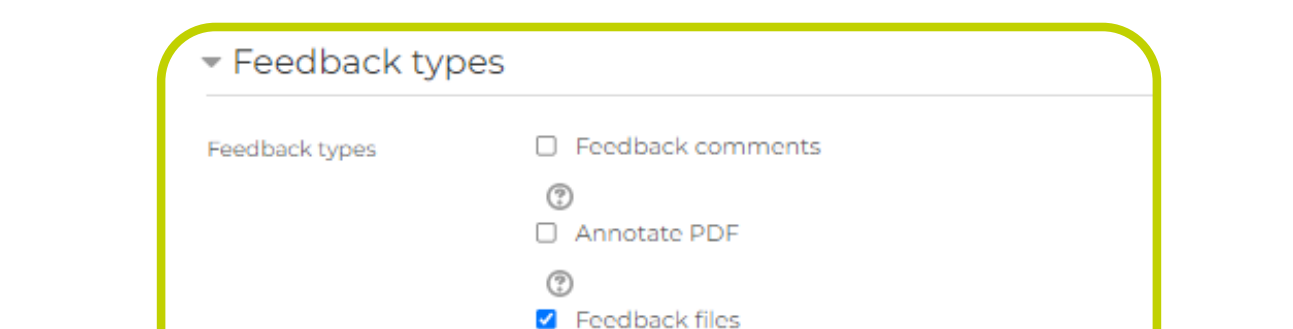 Feedback types
Feedback types
Feedback comments
Annotate PDF
Feedback files